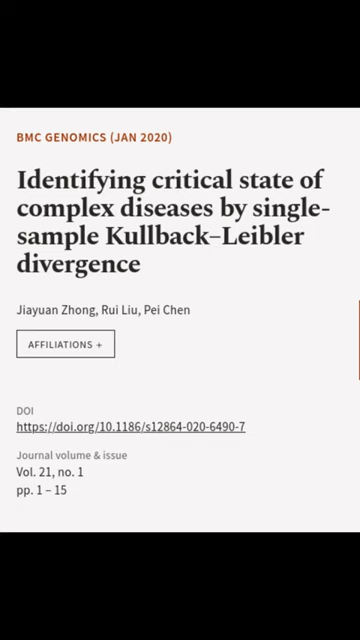 BMC GENOMICS (JAN 2020)
Identifying critical state of
complex diseases by single-
sample Kullback–Leibler
divergence
Jiayuan Zhong, Rui Liu, Pei Chen
AFFILIATIONS +
DOI
https://doi.org/10.1186/s12864-020-6490-7
Journal volume & issue
Vol. 21, no. 1
pp. 1 – 15